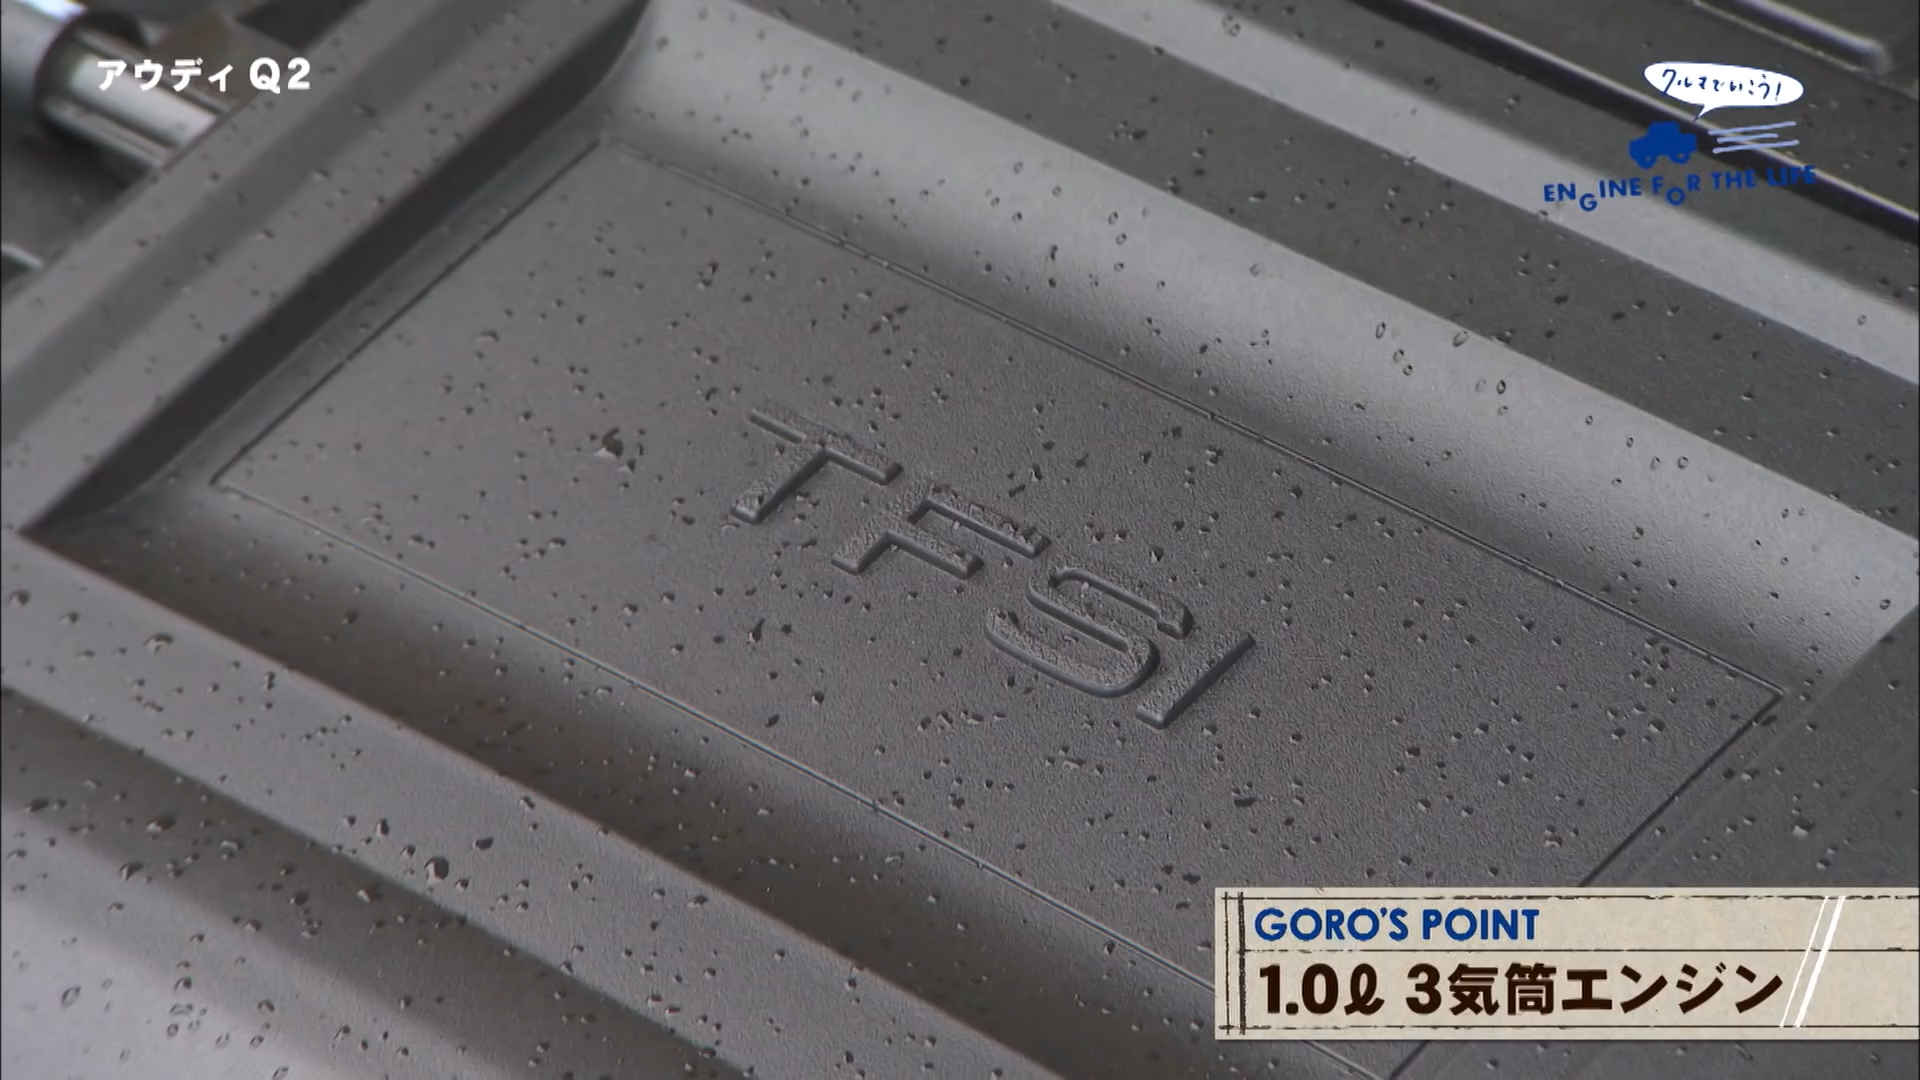 アウディ Q2
クルマでいこう!
ENGINE FOR THE LIFE
TFSI
GORO'S POINT
1.0ℓ 3気筒エンジン